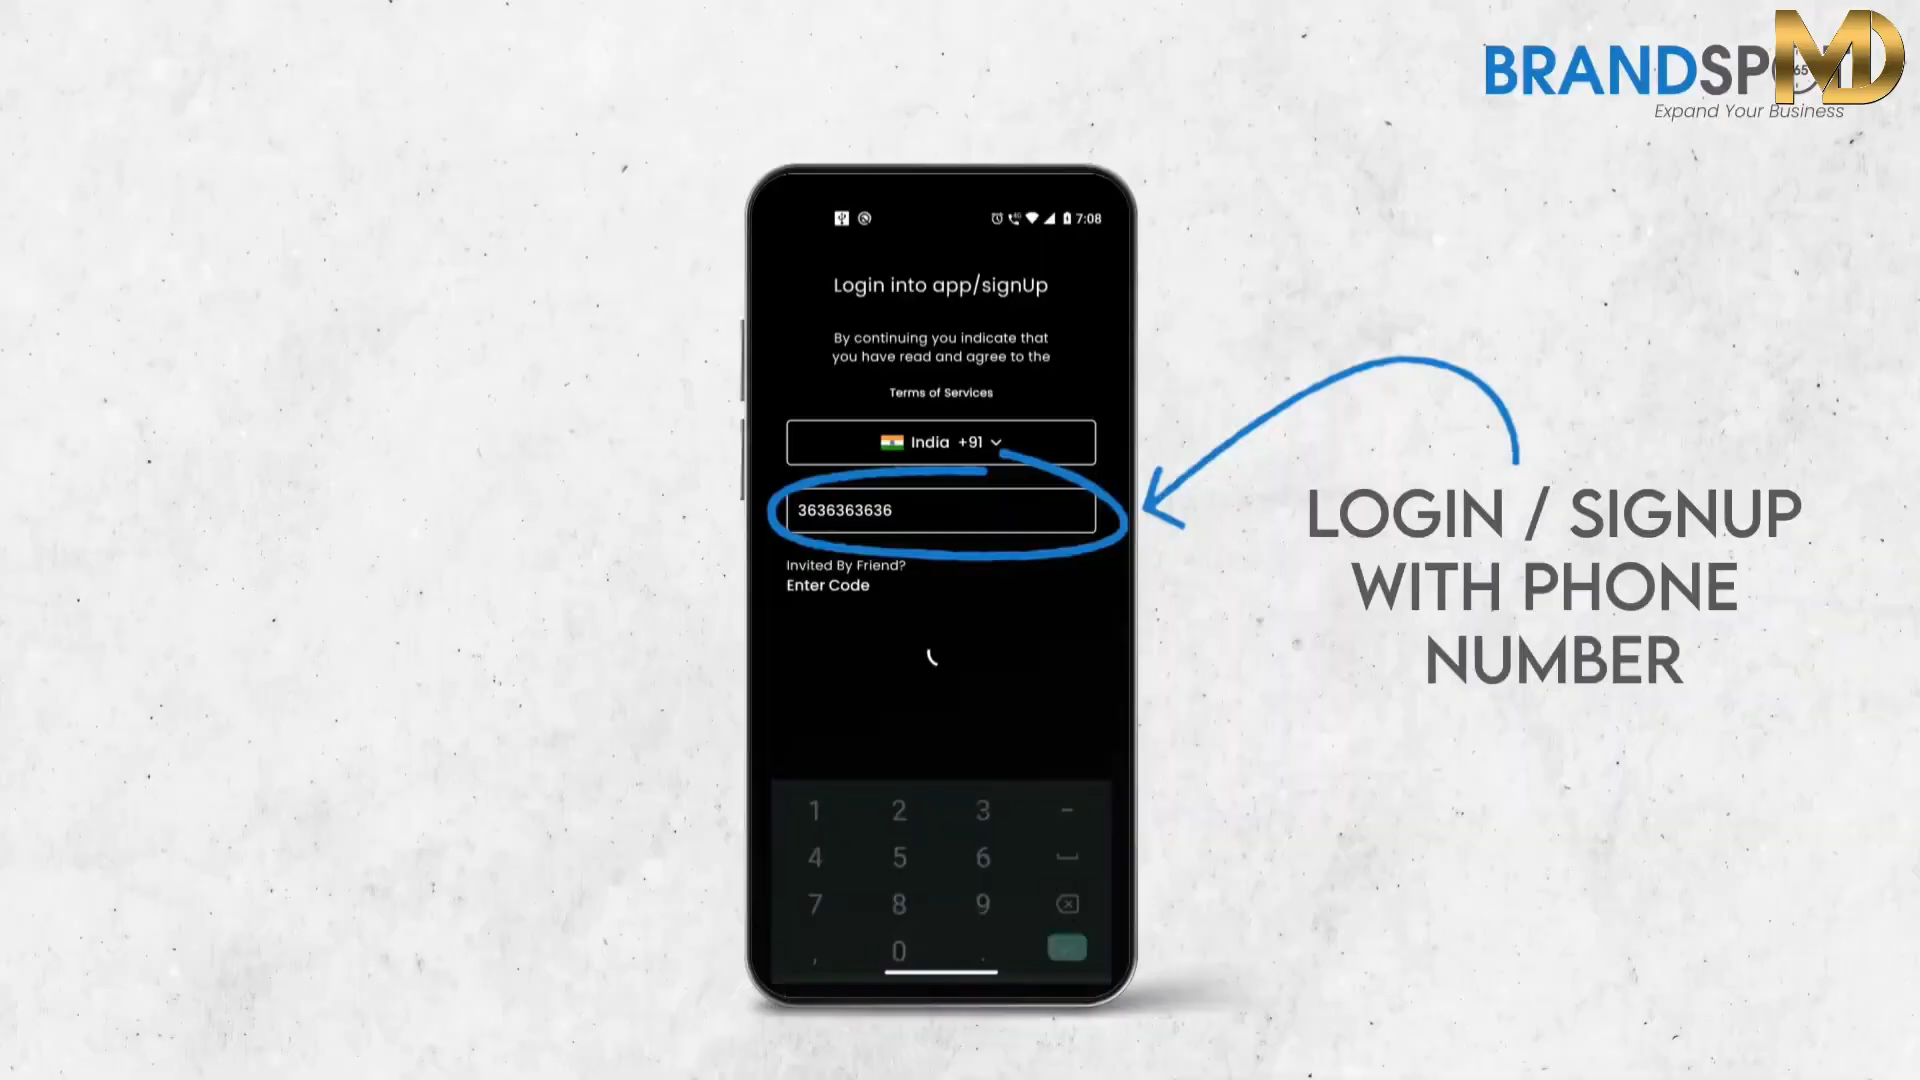 BRANDSP
65
MD
Expand Your Business
7:08
Login into app/signUp
By continuing you indicate that
you have read and agree to the
Terms of Services
India +91
3636363636
Invited By Friend?
Enter Code
LOGIN / SIGNUP
WITH PHONE
NUMBER
1 2 3 -
4 5 6
7 8 9
, 0 .